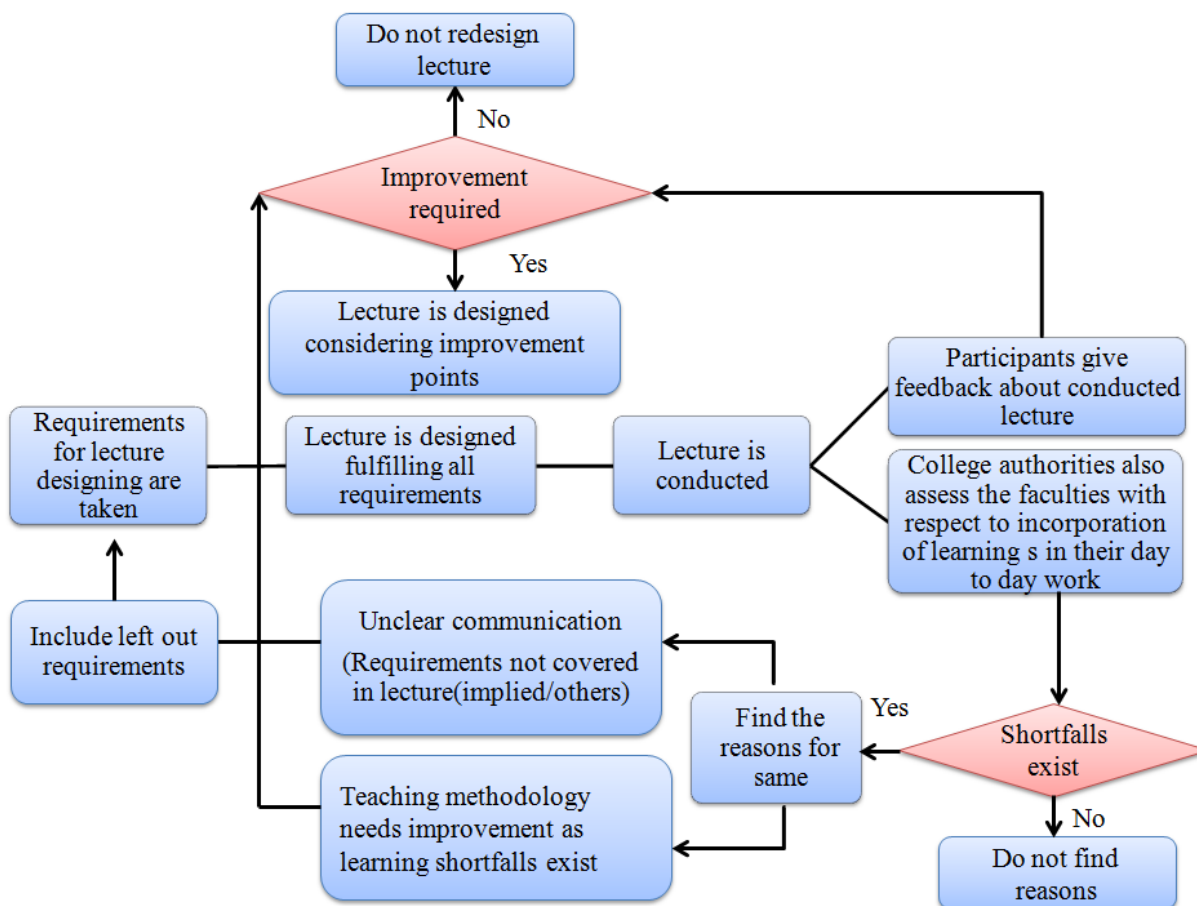 Do not redesign
lecture
No
Improvement
required
Yes
Lecture is designed
considering improvement
points
Participants give
feedback about conducted
lecture
Requirements
for lecture
designing are
taken
Lecture is designed
fulfilling all
requirements
Lecture is
conducted
College authorities also
assess the faculties with
respect to incorporation
of learning s in their day
to day work
Include left out
requirements
Unclear communication
(Requirements not covered
in lecture(implied/others)
Find the
reasons for
same
Yes
Shortfalls
exist
Teaching methodology
needs improvement as
learning shortfalls exist
No
Do not find
reasons